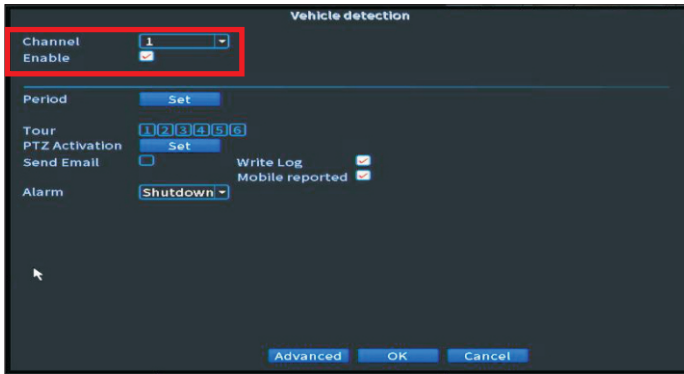 Vehicle detection
Channel 1
Enable
Period Set
Tour 1 2 3 4 5 6
PTZ Activation Set
Send Email Write Log
Mobile reported
Alarm Shutdown
Advanced OK Cancel